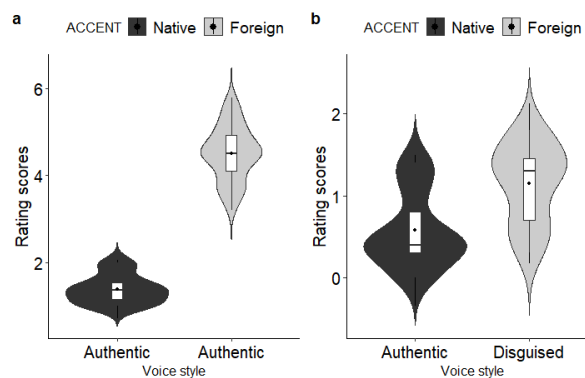 a
ACCENT Native Foreign
Rating scores
6
4
2
Authentic Authentic
Voice style
b
ACCENT Native Foreign
Rating scores
2
1
0
Authentic Disguised
Voice style